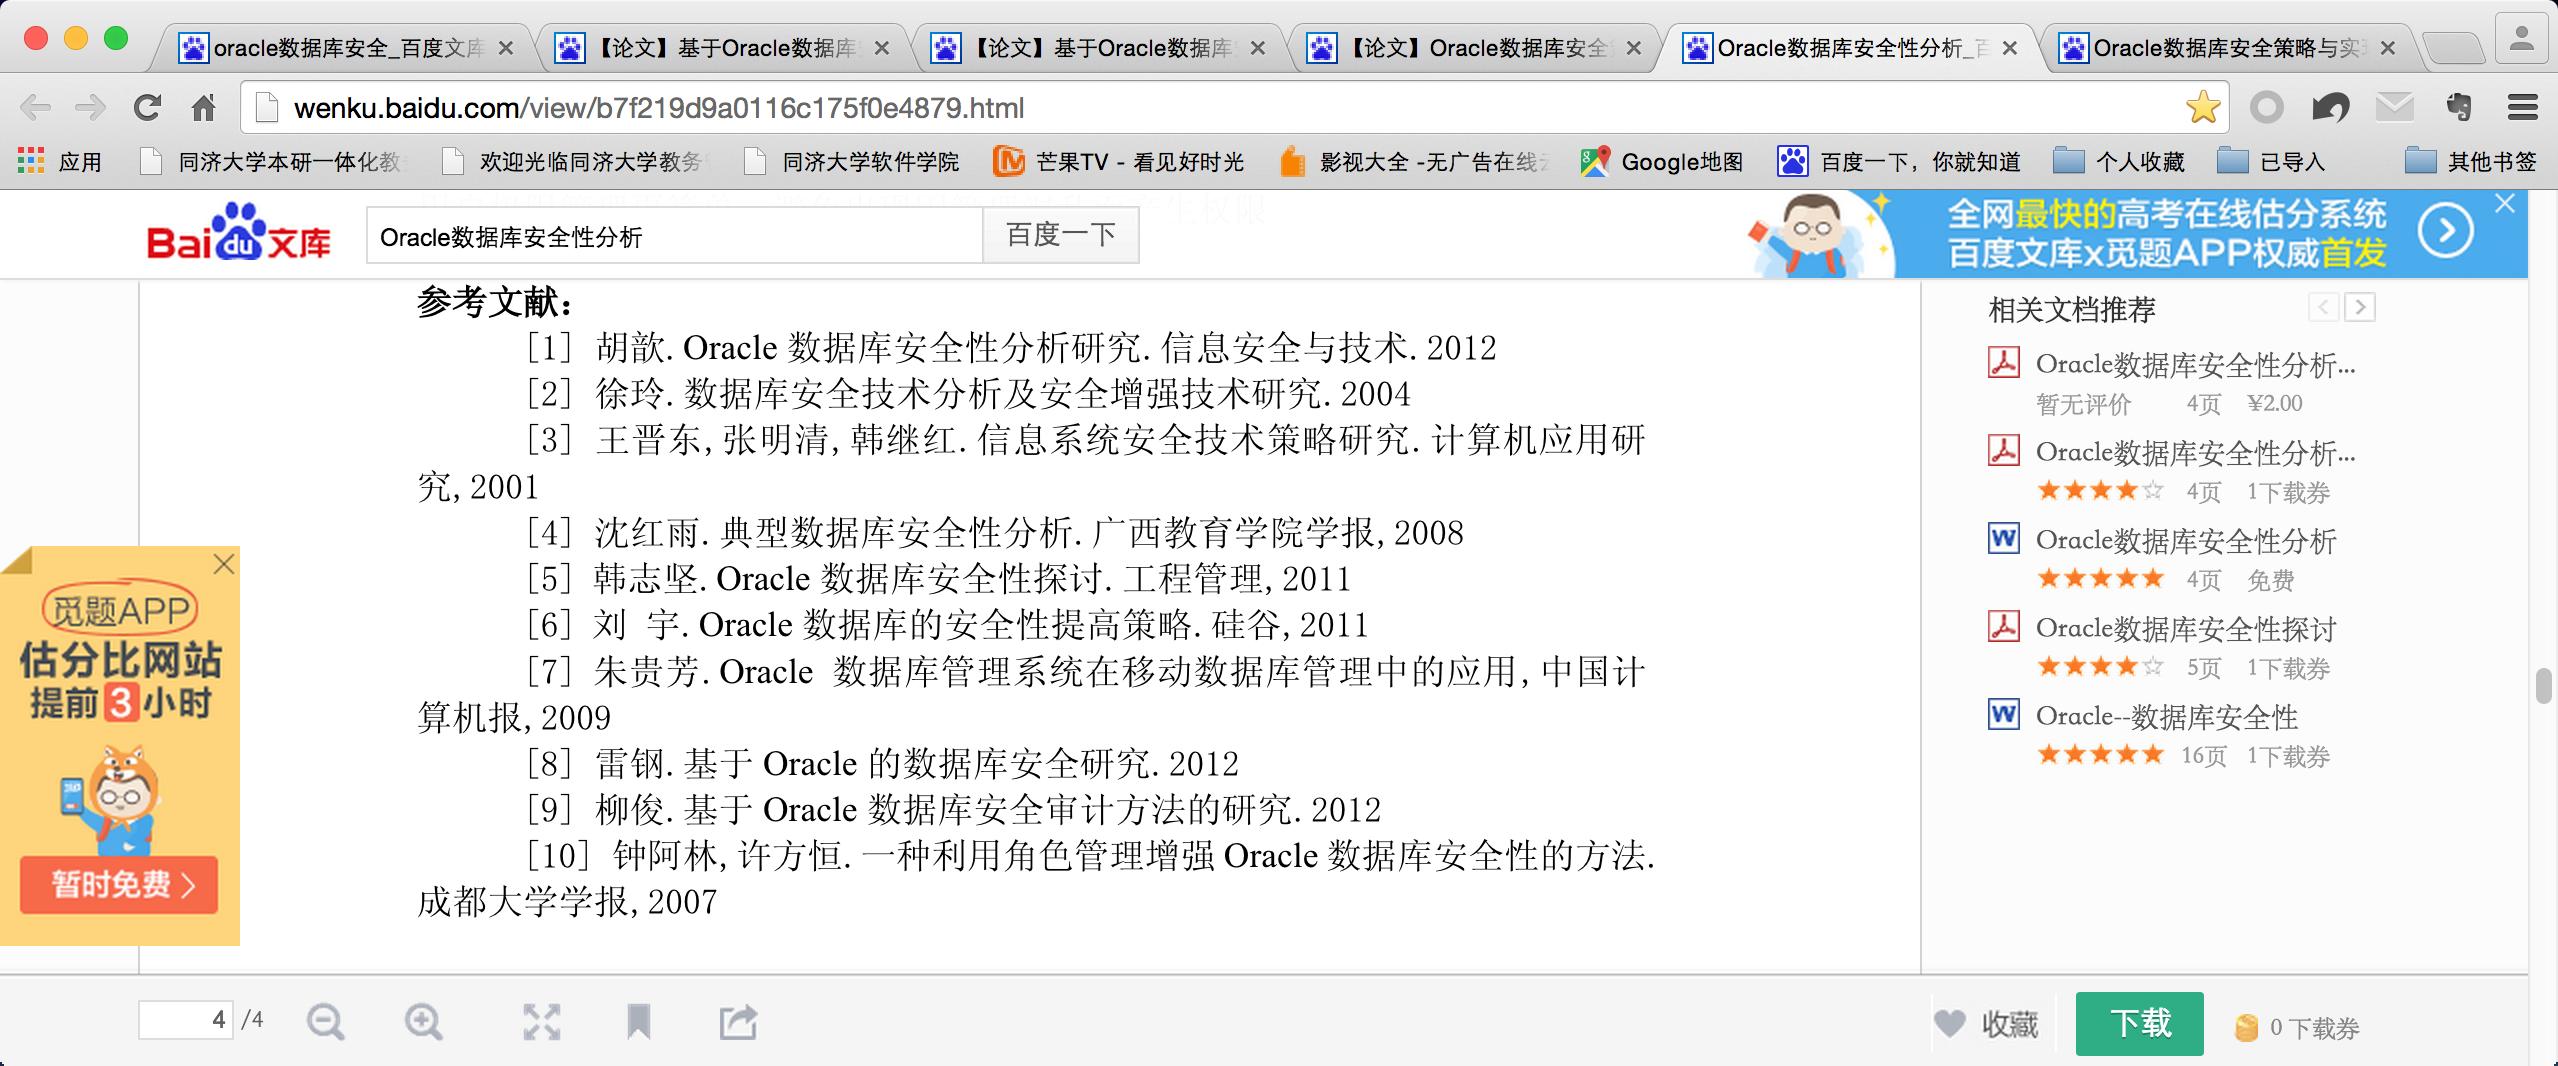 oracle数据库安全_百度文库
【论文】基于Oracle数据库
【论文】基于Oracle数据库
【论文】Oracle数据库安全
Oracle数据库安全性分析_百
Oracle数据库安全策略与实
wenku.baidu.com/view/b7f219d9a0116c175f0e4879.html
应用
同济大学本研一体化教
欢迎光临同济大学教务
同济大学软件学院
芒果TV - 看见好时光
影视大全 -无广告在线
Google地图
百度一下，你就知道
个人收藏
已导入
其他书签
Bai du 文库
Oracle数据库安全性分析
百度一下
全网最快的高考在线估分系统
百度文库x觅题APP权威首发
参考文献：
[1] 胡歆. Oracle 数据库安全性分析研究. 信息安全与技术. 2012
[2] 徐玲. 数据库安全技术分析及安全增强技术研究. 2004
[3] 王晋东, 张明清, 韩继红. 信息系统安全技术策略研究. 计算机应用研
究, 2001
[4] 沈红雨. 典型数据库安全性分析. 广西教育学院学报, 2008
[5] 韩志坚. Oracle 数据库安全性探讨. 工程管理, 2011
[6] 刘 宇. Oracle 数据库的安全性提高策略. 硅谷, 2011
[7] 朱贵芳. Oracle 数据库管理系统在移动数据库管理中的应用, 中国计
算机报, 2009
[8] 雷钢. 基于 Oracle 的数据库安全研究. 2012
[9] 柳俊. 基于 Oracle 数据库安全审计方法的研究. 2012
[10] 钟阿林, 许方恒. 一种利用角色管理增强 Oracle 数据库安全性的方法.
成都大学学报, 2007
相关文档推荐
Oracle数据库安全性分析...
暂无评价 4页 ¥2.00
Oracle数据库安全性分析...
4页 1下载券
Oracle数据库安全性分析
4页 免费
Oracle数据库安全性探讨
5页 1下载券
Oracle--数据库安全性
16页 1下载券
觅题APP
估分比网站
提前3小时
暂时免费
4 /4
收藏
下载
0 下载券